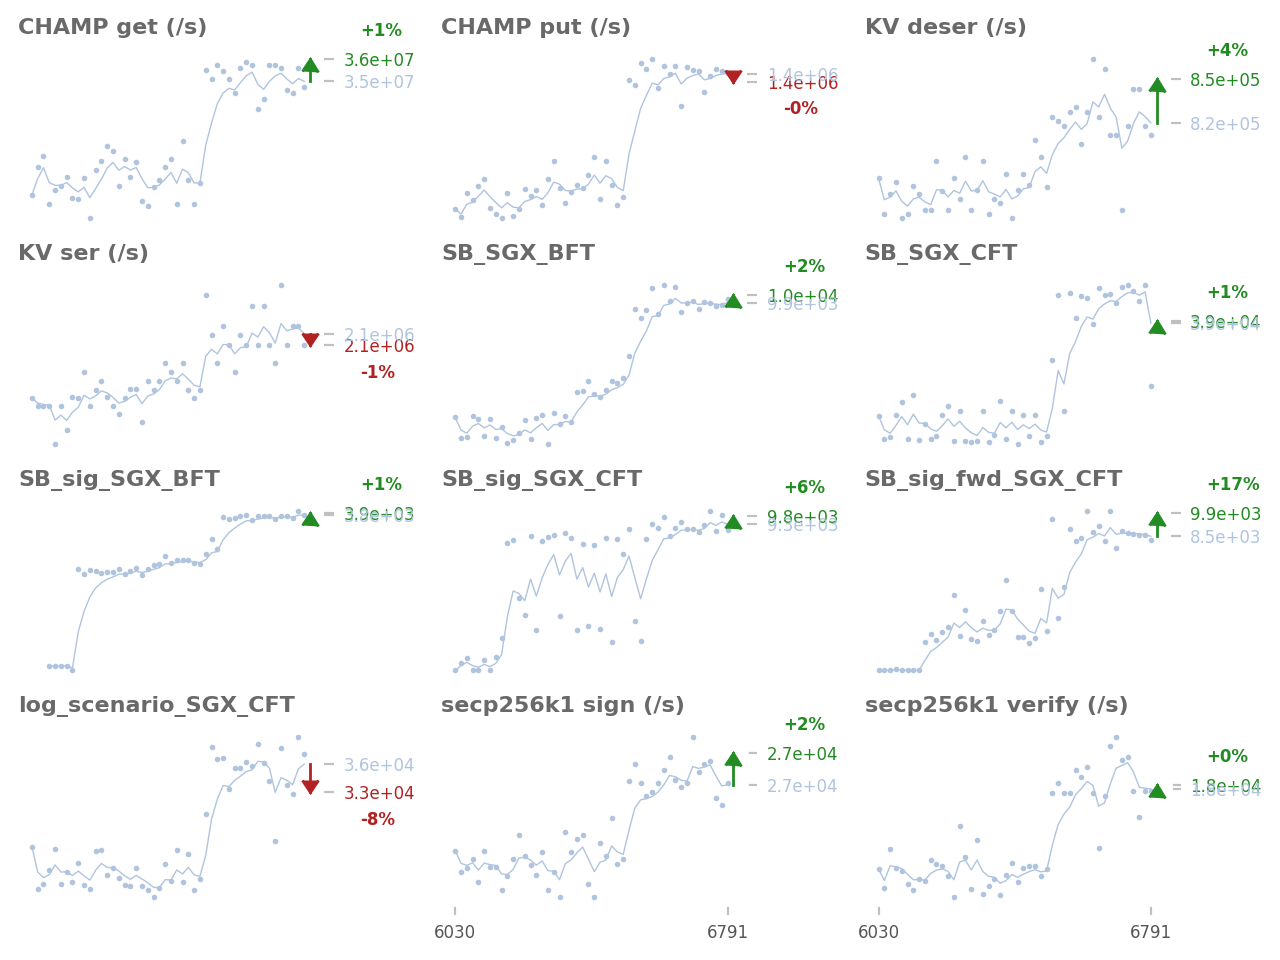 CHAMP get (/s)
+1%
3.6e+07
3.5e+07
CHAMP put (/s)
1.4e+06
1.4e+06
-0%
KV deser (/s)
+4%
8.5e+05
8.2e+05
KV ser (/s)
2.1e+06
2.1e+06
-1%
SB_SGX_BFT
+2%
1.0e+04
9.9e+03
SB_SGX_CFT
+1%
3.9e+04
SB_sig_SGX_BFT
+1%
3.9e+03
SB_sig_SGX_CFT
+6%
9.8e+03
9.3e+03
SB_sig_fwd_SGX_CFT
+17%
9.9e+03
8.5e+03
log_scenario_SGX_CFT
3.6e+04
3.3e+04
-8%
secp256k1 sign (/s)
+2%
2.7e+04
2.7e+04
secp256k1 verify (/s)
+0%
1.8e+04
1.8e+04
6030
6791
6030
6791